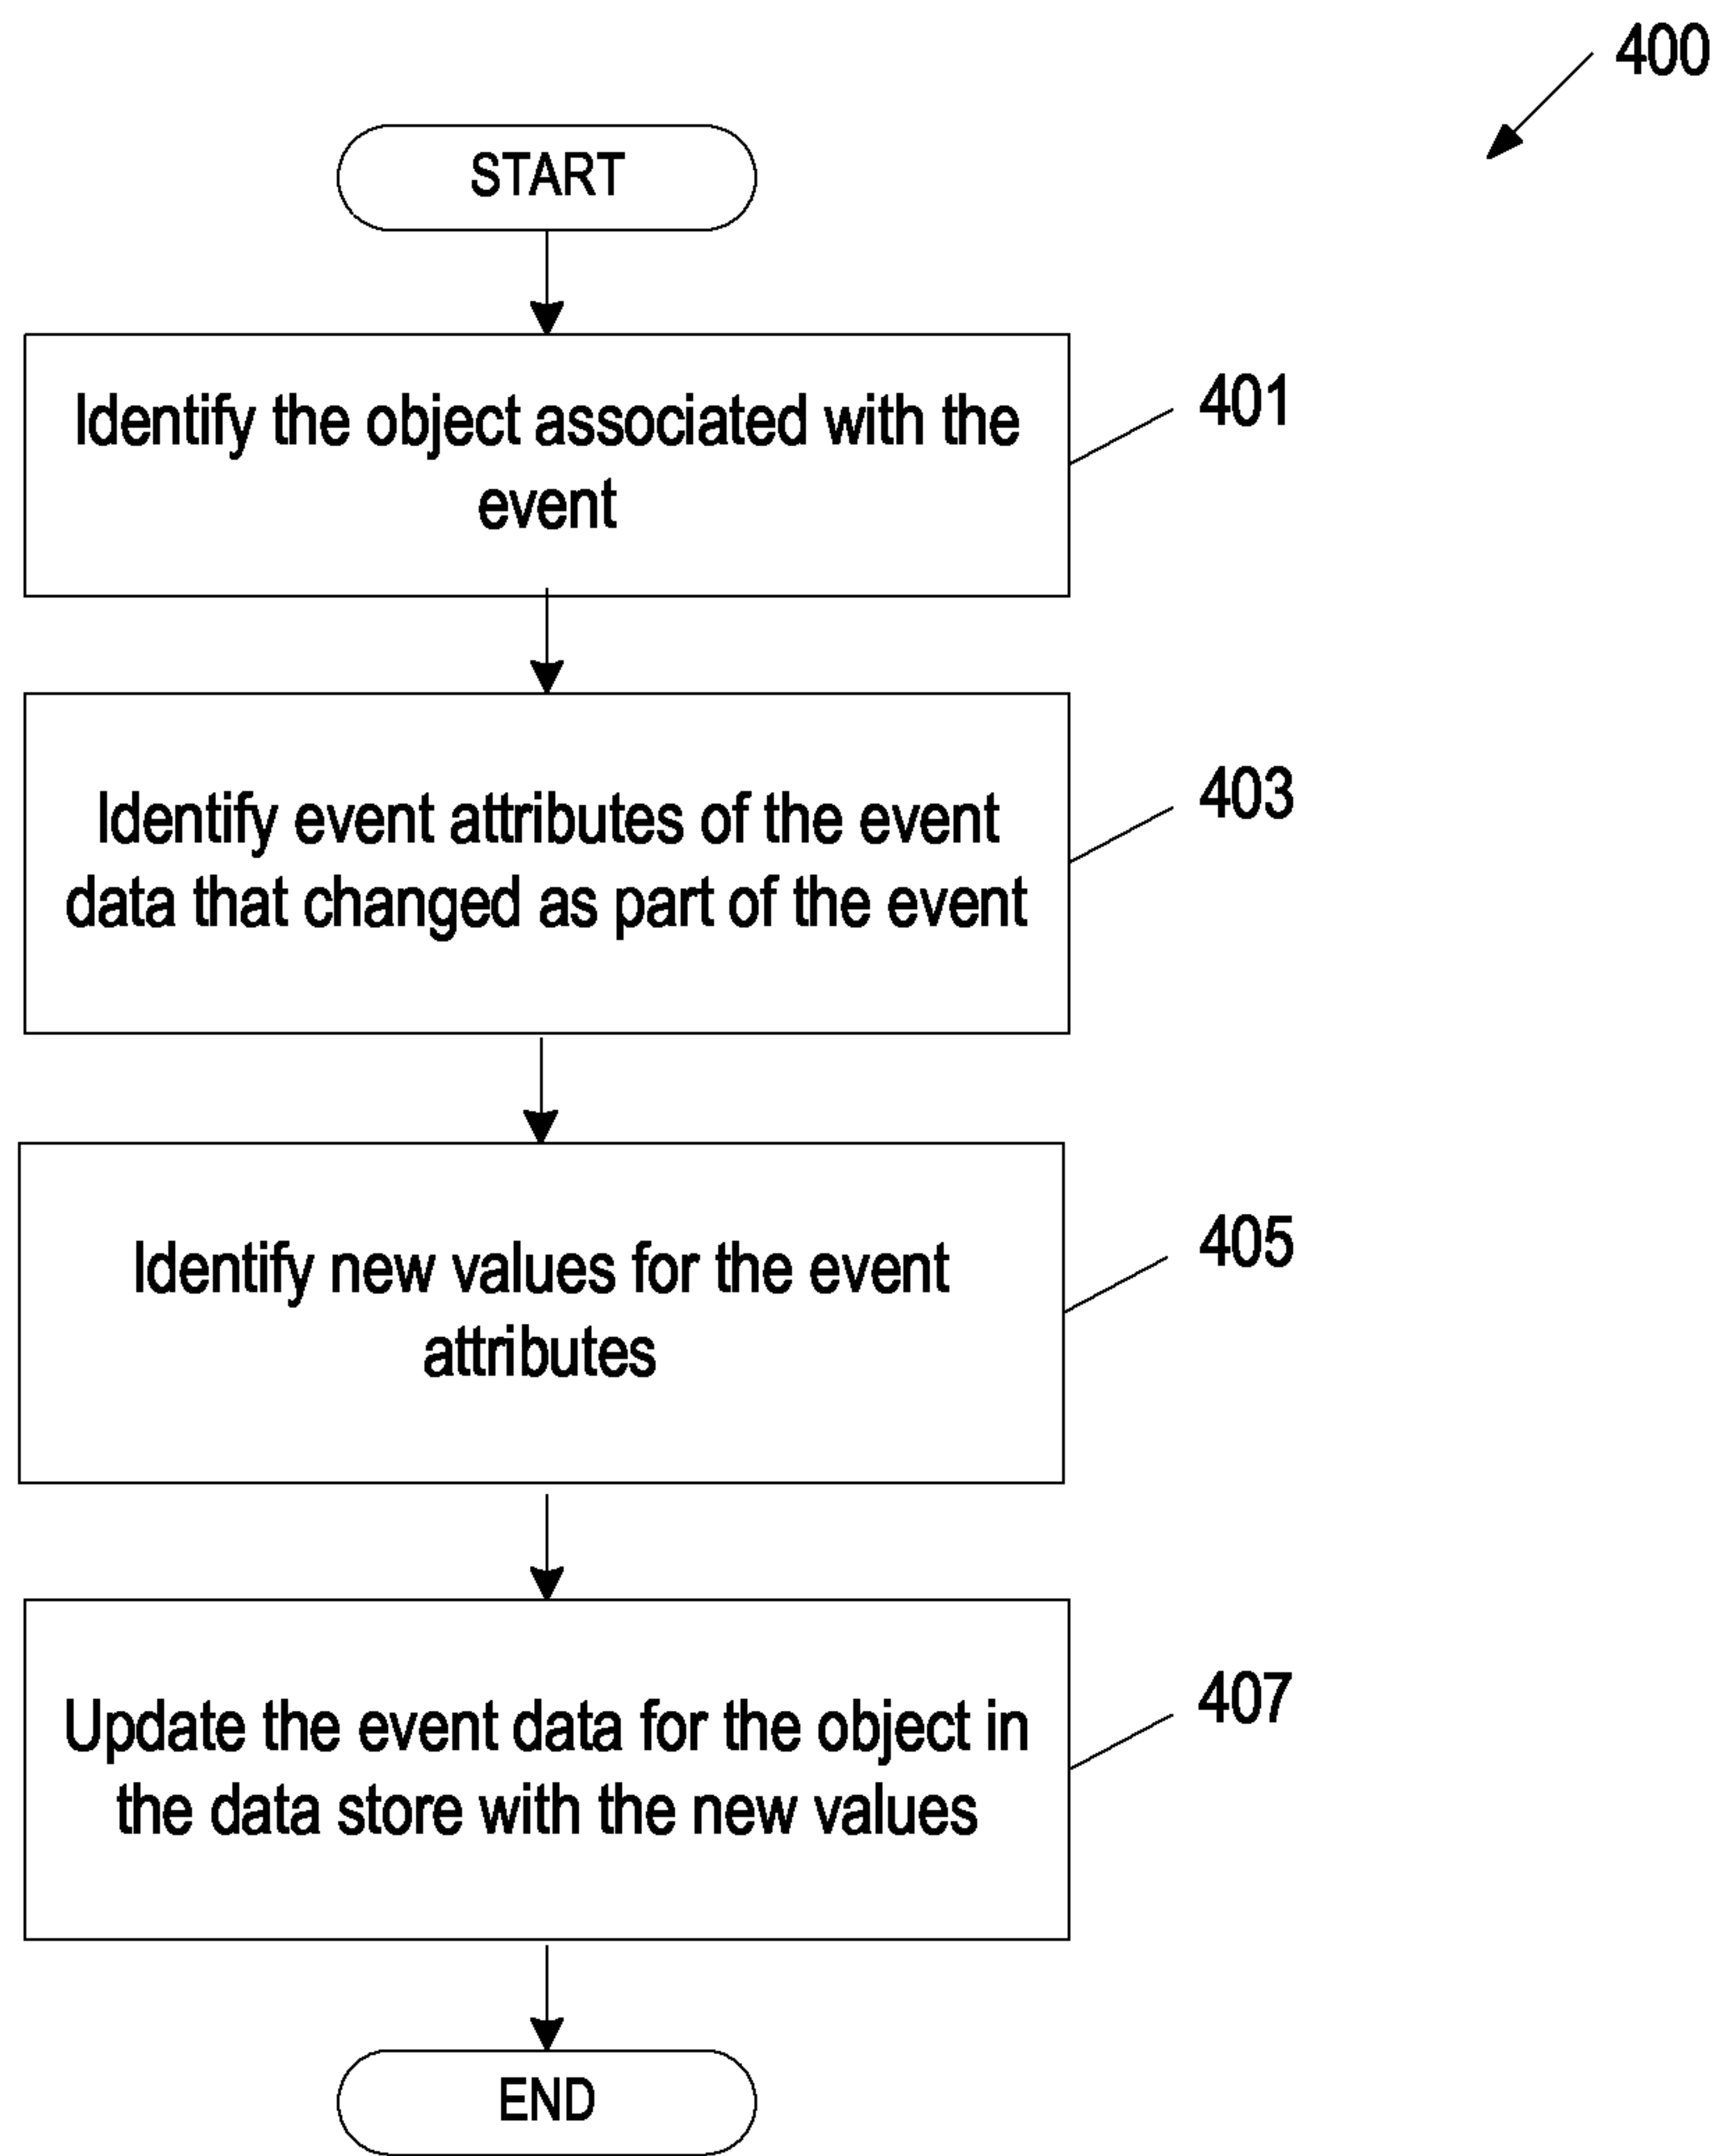 400
START
Identify the object associated with the
event
401
Identify event attributes of the event
data that changed as part of the event
403
Identify new values for the event
attributes
405
Update the event data for the object in
the data store with the new values
407
END